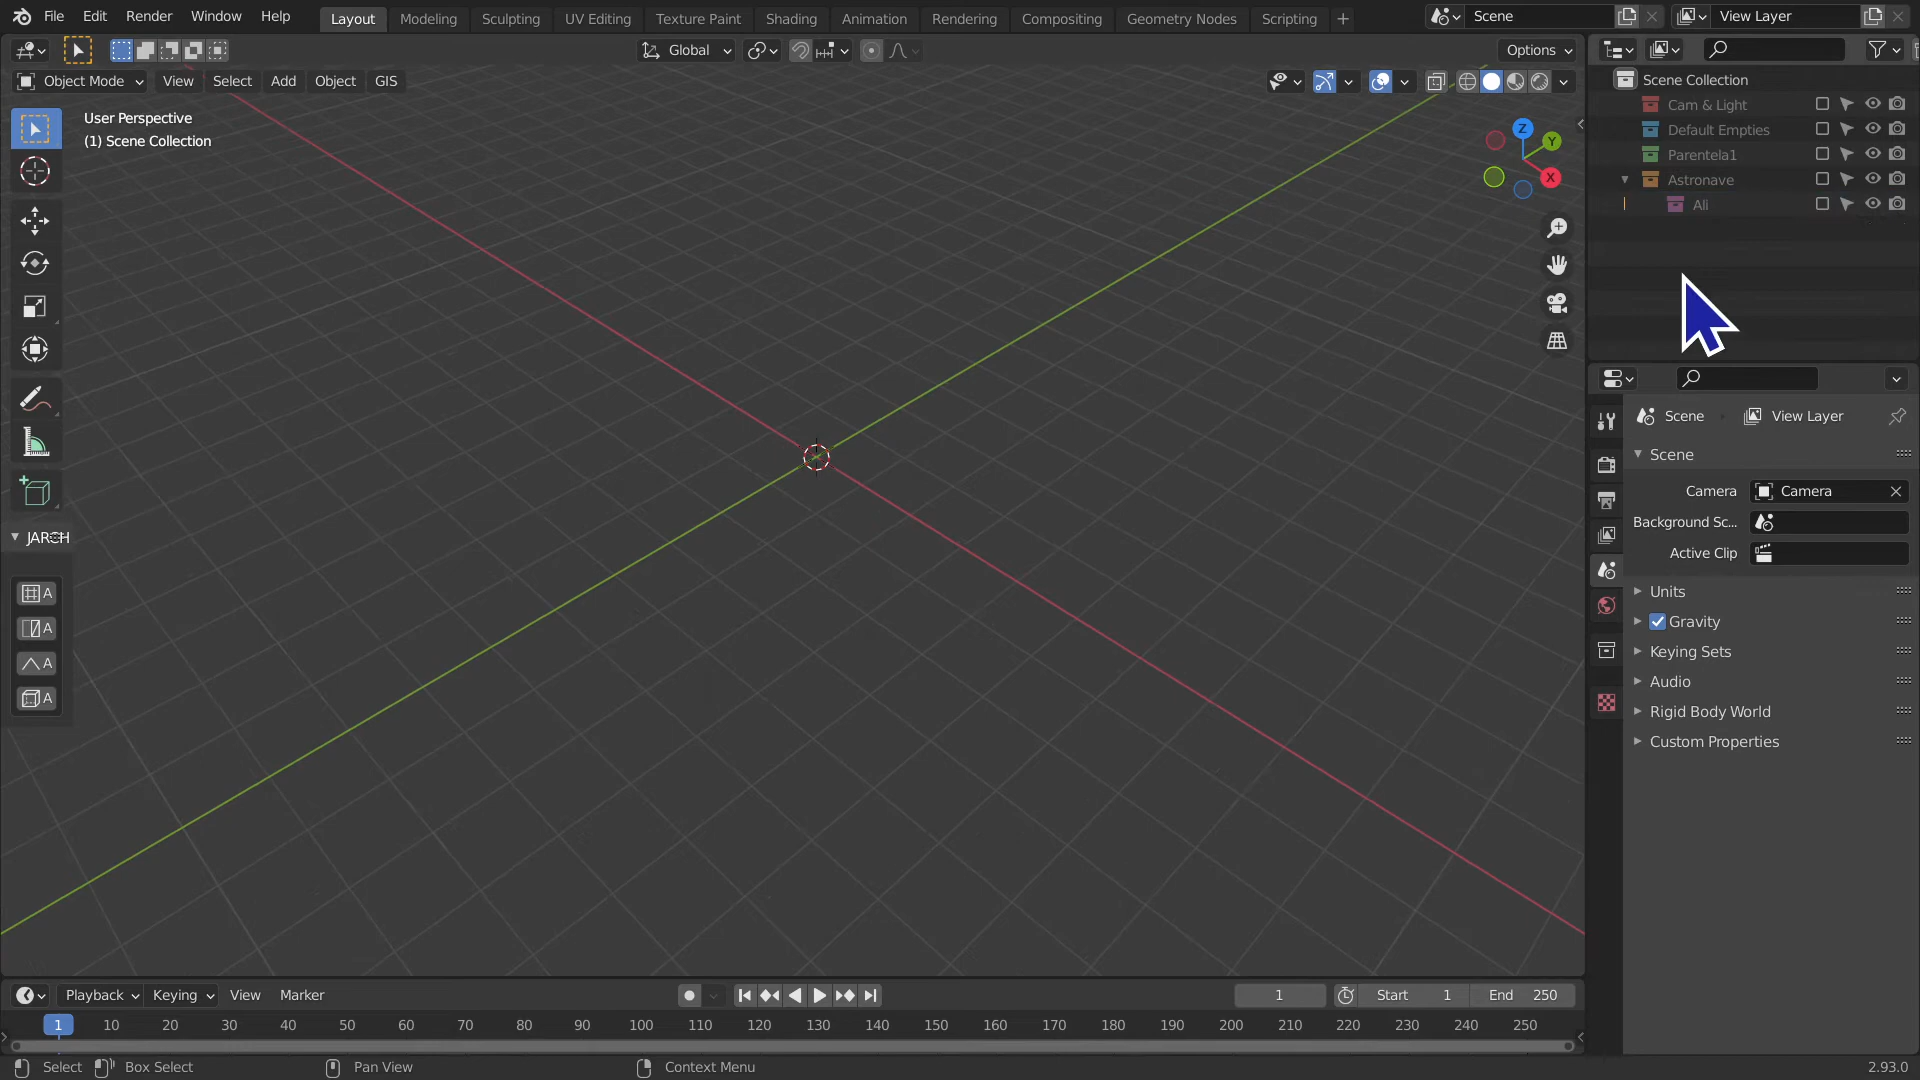 File Edit Render Window Help Layout Modeling Sculpting UV Editing Texture Paint Shading Animation Rendering Compositing Geometry Nodes Scripting + Scene View Layer
Global Options
Object Mode View Select Add Object GIS
User Perspective
(1) Scene Collection
Z
Y
X
JARCH
A
A
A
A
Scene Collection
Cam & Light
Default Empties
Parentela1
Astronave
Ali
Scene View Layer
Scene
Camera Camera
Background Sc...
Active Clip
Units
Gravity
Keying Sets
Audio
Rigid Body World
Custom Properties
Playback Keying View Marker 1 Start 1 End 250
1 10 20 30 40 50 60 70 80 90 100 110 120 130 140 150 160 170 180 190 200 210 220 230 240 250
Select Box Select Pan View Context Menu 2.93.0